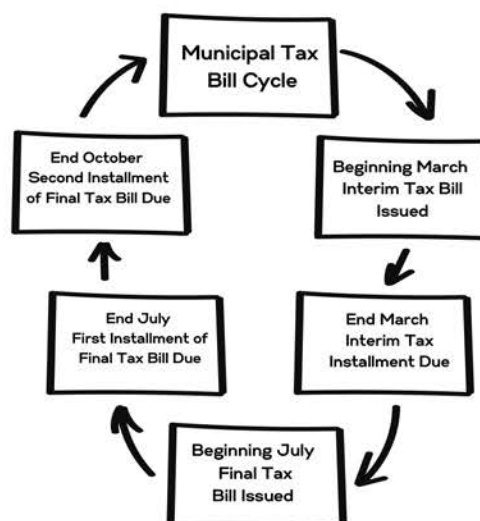 Municipal Tax
Bill Cycle
Beginning March
Interim Tax Bill
Issued
End March
Interim Tax
Installment Due
Beginning July
Final Tax
Bill Issued
End July
First Installment of
Final Tax Bill Due
End October
Second Installment
of Final Tax Bill Due